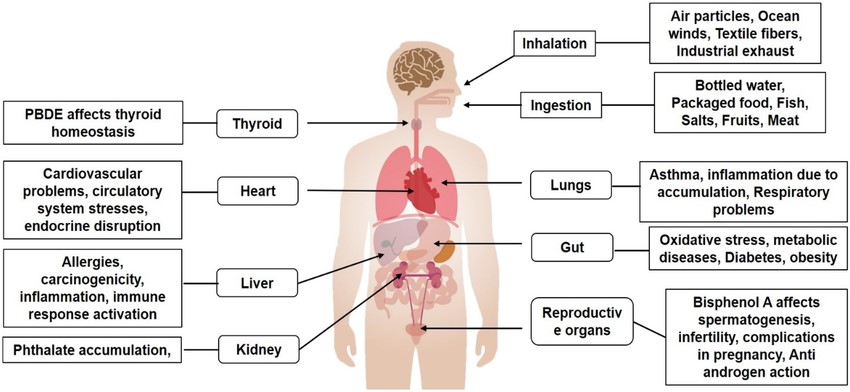 PBDE affects thyroid
homeostasis
Thyroid
Cardiovascular
problems, circulatory
system stresses,
endocrine disruption
Heart
Allergies,
carcinogenicity,
inflammation, immune
response activation
Liver
Phthalate accumulation,
Kidney
Inhalation
Air particles, Ocean
winds, Textile fibers,
Industrial exhaust
Ingestion
Bottled water,
Packaged food, Fish,
Salts, Fruits, Meat
Lungs
Asthma, inflammation due to
accumulation, Respiratory
problems
Gut
Oxidative stress, metabolic
diseases, Diabetes, obesity
Reproductiv
e organs
Bisphenol A affects
spermatogenesis,
infertility, complications
in pregnancy, Anti
androgen action